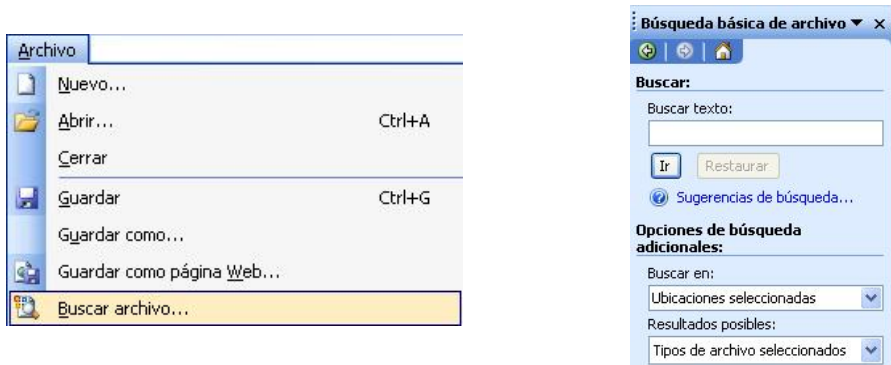 Archivo
Nuevo...
Abrir... Ctrl+A
Cerrar
Guardar Ctrl+G
Guardar como...
Guardar como página Web...
Buscar archivo...
Búsqueda básica de archivo
Buscar:
Buscar texto:
Ir Restaurar
Sugerencias de búsqueda...
Opciones de búsqueda
adicionales:
Buscar en:
Ubicaciones seleccionadas
Resultados posibles:
Tipos de archivo seleccionados